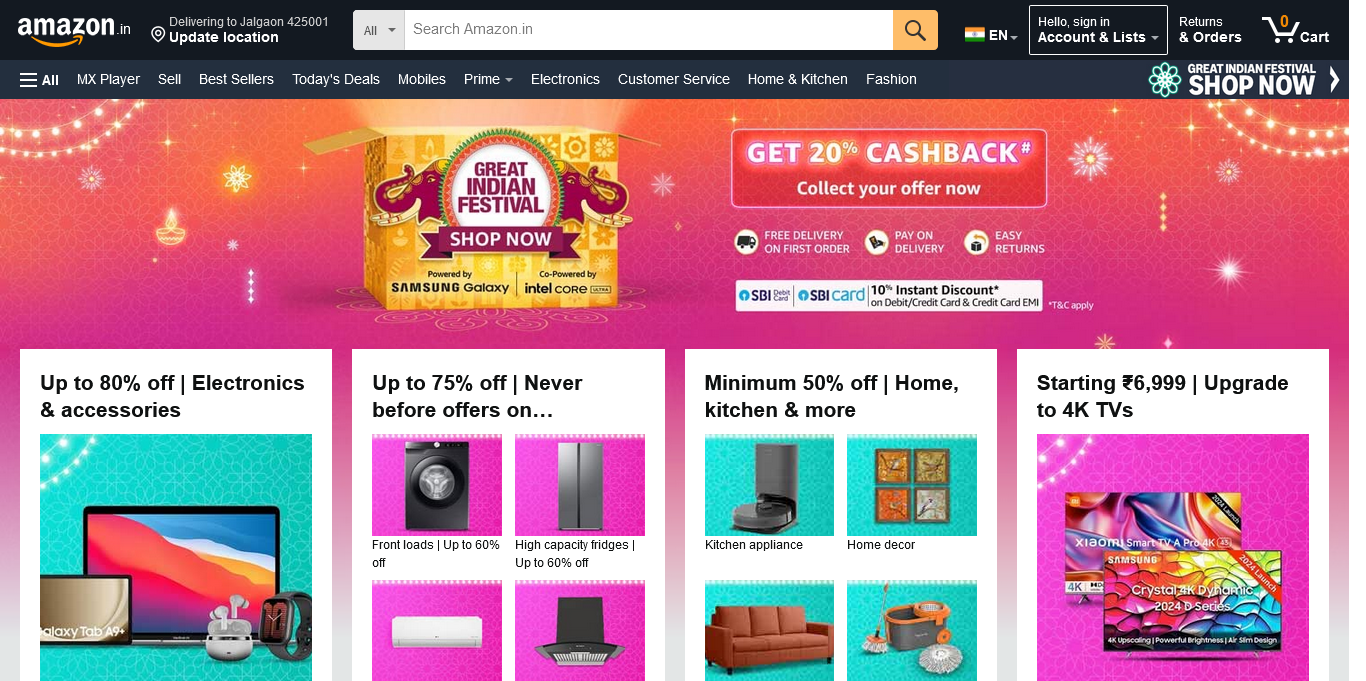 amazon.in
Delivering to Jalgaon 425001
Update location
All
Search Amazon.in
EN
Hello, sign in
Account & Lists
Returns
& Orders
0
Cart
All
MX Player
Sell
Best Sellers
Today's Deals
Mobiles
Prime
Electronics
Customer Service
Home & Kitchen
Fashion
GREAT INDIAN FESTIVAL
SHOP NOW
GREAT
INDIAN
FESTIVAL
SHOP NOW
Powered by
SAMSUNG Galaxy
Co-Powered by
intel CORE ULTRA
GET 20% CASHBACK#
Collect your offer now
FREE DELIVERY
ON FIRST ORDER
PAY ON
DELIVERY
EASY
RETURNS
SBI Debit Card
SBI card
10% Instant Discount*
on Debit/Credit Card & Credit Card EMI
*T&C apply
Up to 80% off | Electronics
& accessories
alaxy Tab A9+
Up to 75% off | Never
before offers on…
Front loads | Up to 60%
off
High capacity fridges |
Up to 60% off
Minimum 50% off | Home,
kitchen & more
Kitchen appliance
Home decor
Starting ₹6,999 | Upgrade
to 4K TVs
2024 Launch
xiaomi Smart TV A Pro 4K 43
4K
SAMSUNG
2024 Launch
Crystal 4K Dynamic
2024 D Series
4K Upscaling | Powerful Brightness | Air Slim Design